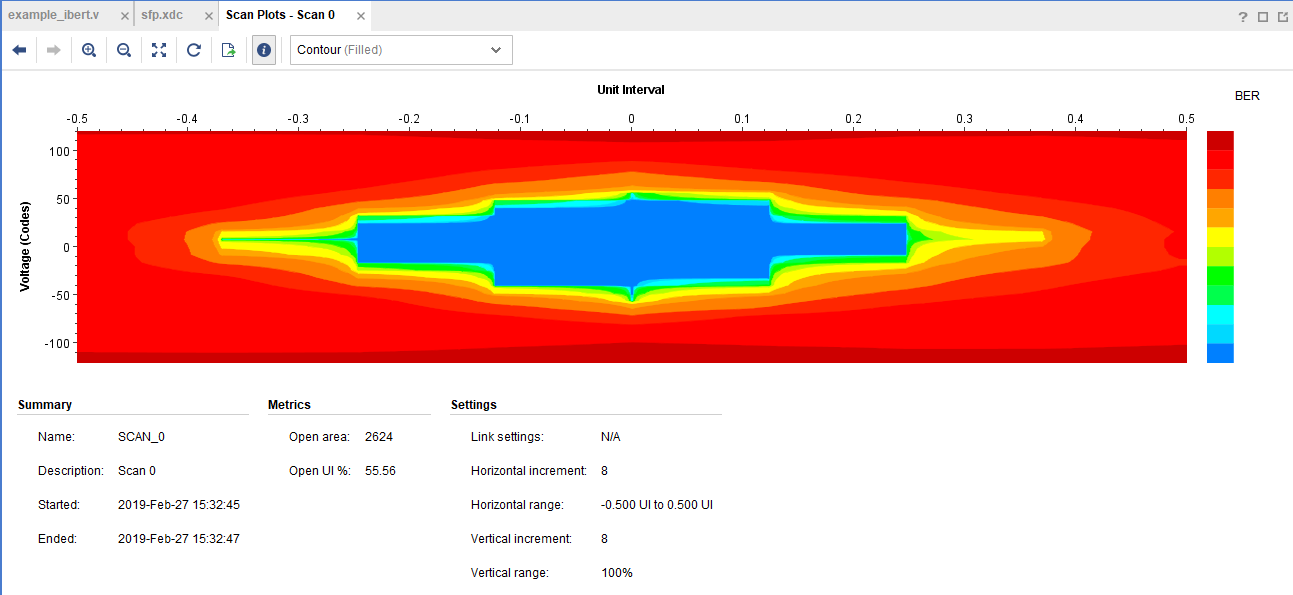 example_ibert.v × sfp.xdc × Scan Plots - Scan 0 ×
?
Contour (Filled)
Unit Interval
BER
-0.5 -0.4 -0.3 -0.2 -0.1 0 0.1 0.2 0.3 0.4 0.5
Voltage (Codes)
100
50
0
-50
-100
Summary Metrics Settings
Name: SCAN_0 Open area: 2624 Link settings: N/A
Description: Scan 0 Open UI %: 55.56 Horizontal increment: 8
Started: 2019-Feb-27 15:32:45 Horizontal range: -0.500 UI to 0.500 UI
Ended: 2019-Feb-27 15:32:47 Vertical increment: 8
Vertical range: 100%